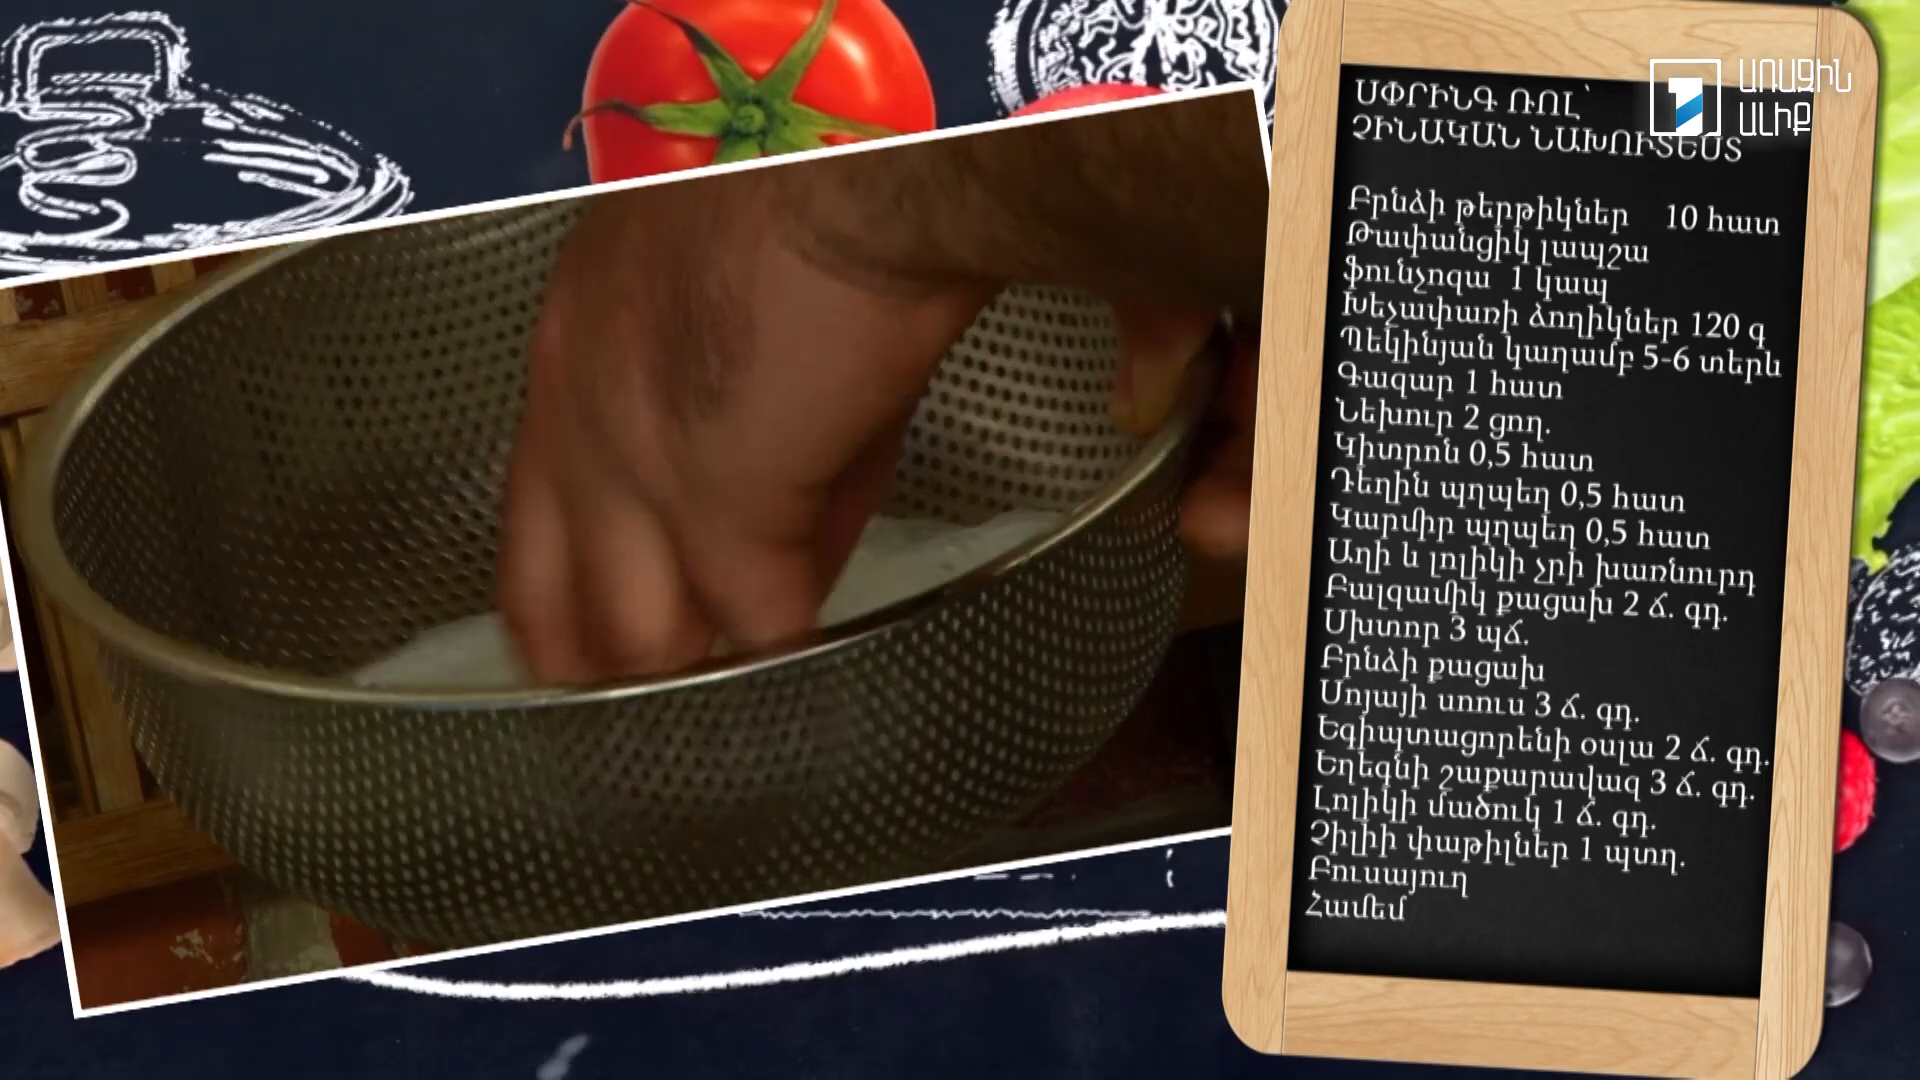 ՍՓՐԻՆԳ ՌՈԼ՝
ՉԻՆԱԿԱՆ ՆԱԽՈՒՏԵՍՏ
Բրնձի թերթիկներ 10 հատ
Թափանցիկ լապշա
ֆունչոզա 1 կապ
Խեչափառի ձողիկներ 120 գ
Պեկինյան կաղամբ 5-6 տերև
Գազար 1 հատ
Նեխուր 2 ցող.
Կիտրոն 0,5 հատ
Դեղին պղպեղ 0,5 հատ
Կարմիր պղպեղ 0,5 հատ
Աղի և լոլիկի չրի խառնուրդ
Բալզամիկ քացախ 2 ճ. գդ.
Սխտոր 3 պճ.
Բրնձի քացախ
Սոյայի սոուս 3 ճ. գդ.
Եգիպտացորենի օսլա 2 ճ. գդ.
Եղեգնի շաքարավազ 3 ճ. գդ.
Լոլիկի մածուկ 1 ճ. գդ.
Չիլիի փաթիլներ 1 պտղ.
Բուսայուղ
Համեմ
1 ԱՌԱՋԻՆ
ԱԼԻՔ